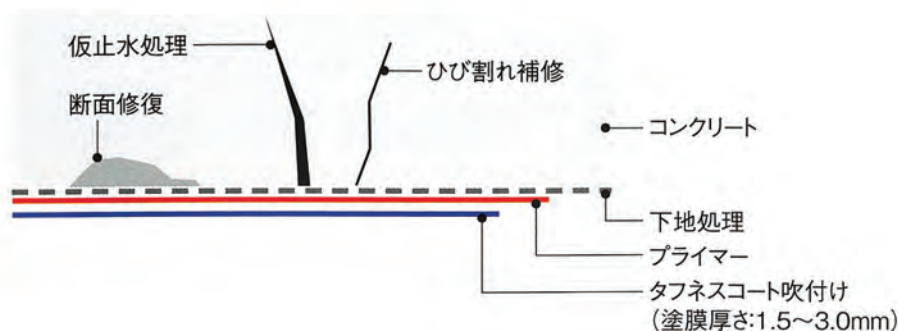 仮止水処理
ひび割れ補修
断面修復
コンクリート
下地処理
プライマー
タフネスコート吹付け
(塗膜厚さ:1.5〜3.0mm)